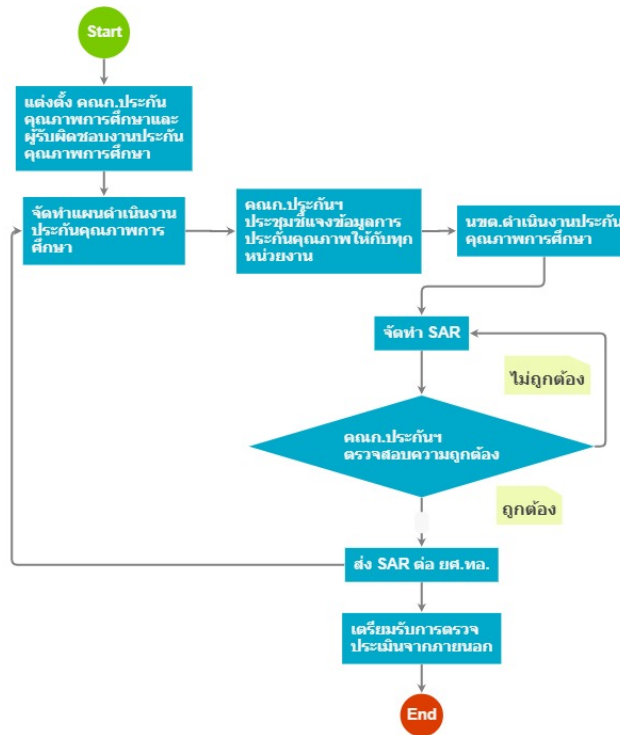 Start
แต่งตั้ง คณก.ประกัน
คุณภาพการศึกษาและ
ผู้รับผิดชอบงานประกัน
คุณภาพการศึกษา
จัดทำแผนดำเนินงาน
ประกันคุณภาพการ
ศึกษา
คณก.ประกันฯ
ประชุมชี้แจงข้อมูลการ
ประกันคุณภาพให้กับทุก
หน่วยงาน
นขต.ดำเนินงานประกัน
คุณภาพการศึกษา
จัดทำ SAR
ไม่ถูกต้อง
คณก.ประกันฯ
ตรวจสอบความถูกต้อง
ถูกต้อง
ส่ง SAR ต่อ ยศ.ทอ.
เตรียมรับการตรวจ
ประเมินจากภายนอก
End